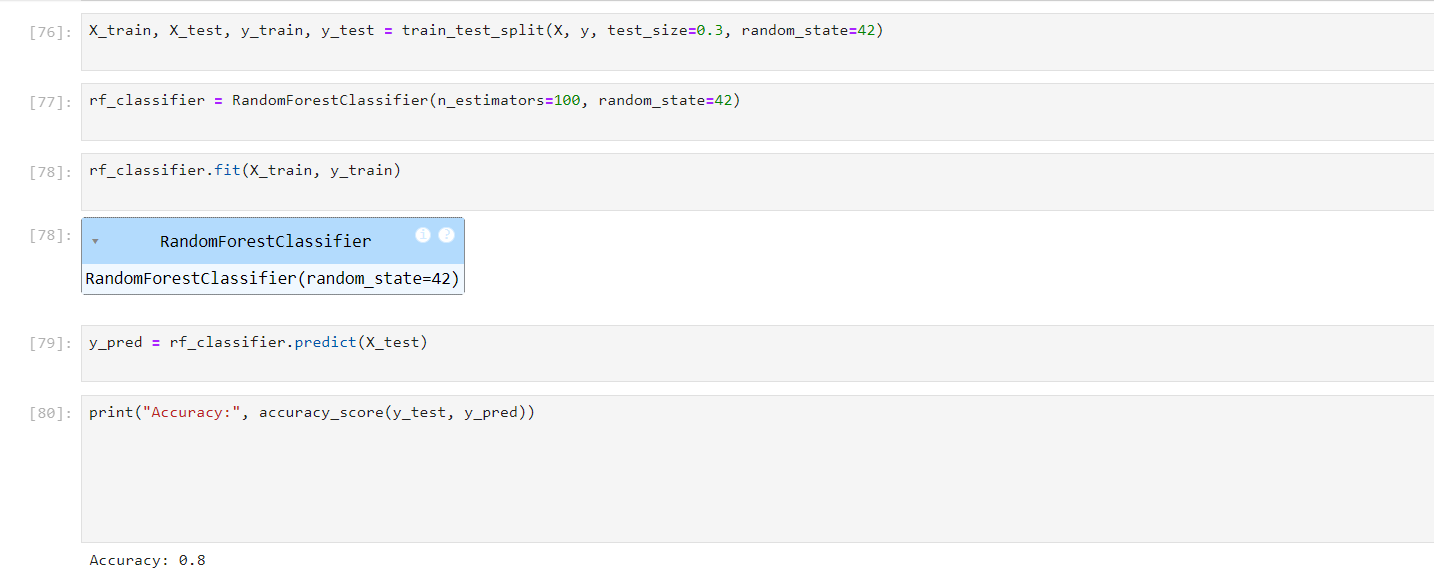 [76]: X_train, X_test, y_train, y_test = train_test_split(X, y, test_size=0.3, random_state=42)
[77]: rf_classifier = RandomForestClassifier(n_estimators=100, random_state=42)
[78]: rf_classifier.fit(X_train, y_train)
[78]: ▾ RandomForestClassifier i ?
RandomForestClassifier(random_state=42)
[79]: y_pred = rf_classifier.predict(X_test)
[80]: print("Accuracy:", accuracy_score(y_test, y_pred))
Accuracy: 0.8